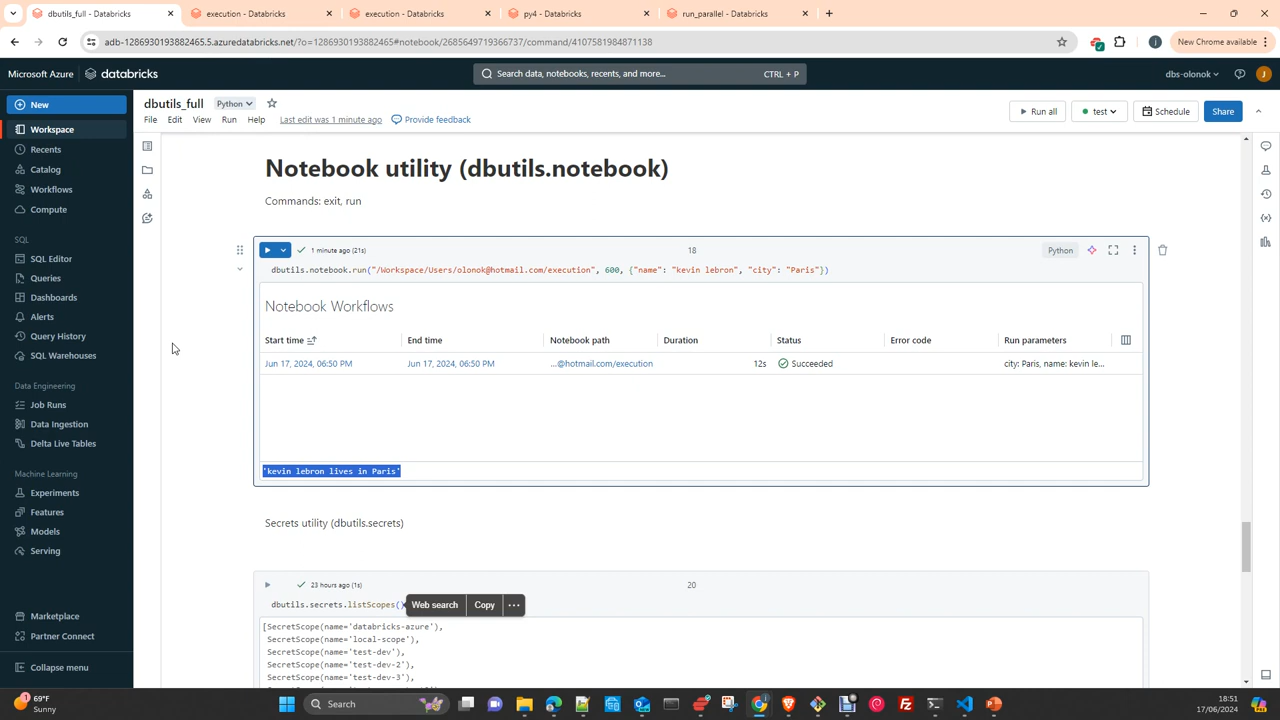 dbutils_full - Databricks
execution - Databricks
execution - Databricks
py4 - Databricks
run_parallel - Databricks
adb-1286930193882465.5.azuredatabricks.net/?o=1286930193882465#notebook/2685649719366737/command/4107581984871138
New Chrome available
Microsoft Azure
databricks
Search data, notebooks, recents, and more...
CTRL + P
dbs-olonok
J
New
Workspace
Recents
Catalog
Workflows
Compute
SQL
SQL Editor
Queries
Dashboards
Alerts
Query History
SQL Warehouses
Data Engineering
Job Runs
Data Ingestion
Delta Live Tables
Machine Learning
Experiments
Features
Models
Serving
Marketplace
Partner Connect
Collapse menu
dbutils_full
Python
File Edit View Run Help
Last edit was 1 minute ago
Provide feedback
Run all
test
Schedule
Share
Notebook utility (dbutils.notebook)
Commands: exit, run
1 minute ago (21s)
18
Python
dbutils.notebook.run("/Workspace/Users/olonok@hotmail.com/execution", 600, {"name": "kevin lebron", "city": "Paris"})
Notebook Workflows
Start time End time Notebook path Duration Status Error code Run parameters
Jun 17, 2024, 06:50 PM Jun 17, 2024, 06:50 PM ...@hotmail.com/execution 12s Succeeded city: Paris, name: kevin le...
'kevin lebron lives in Paris'
Secrets utility (dbutils.secrets)
23 hours ago (1s)
20
dbutils.secrets.listScopes()
Web search
Copy
[SecretScope(name='databricks-azure'),
SecretScope(name='local-scope'),
SecretScope(name='test-dev'),
SecretScope(name='test-dev-2'),
SecretScope(name='test-dev-3'),
69°F
Sunny
Search
18:51
17/06/2024